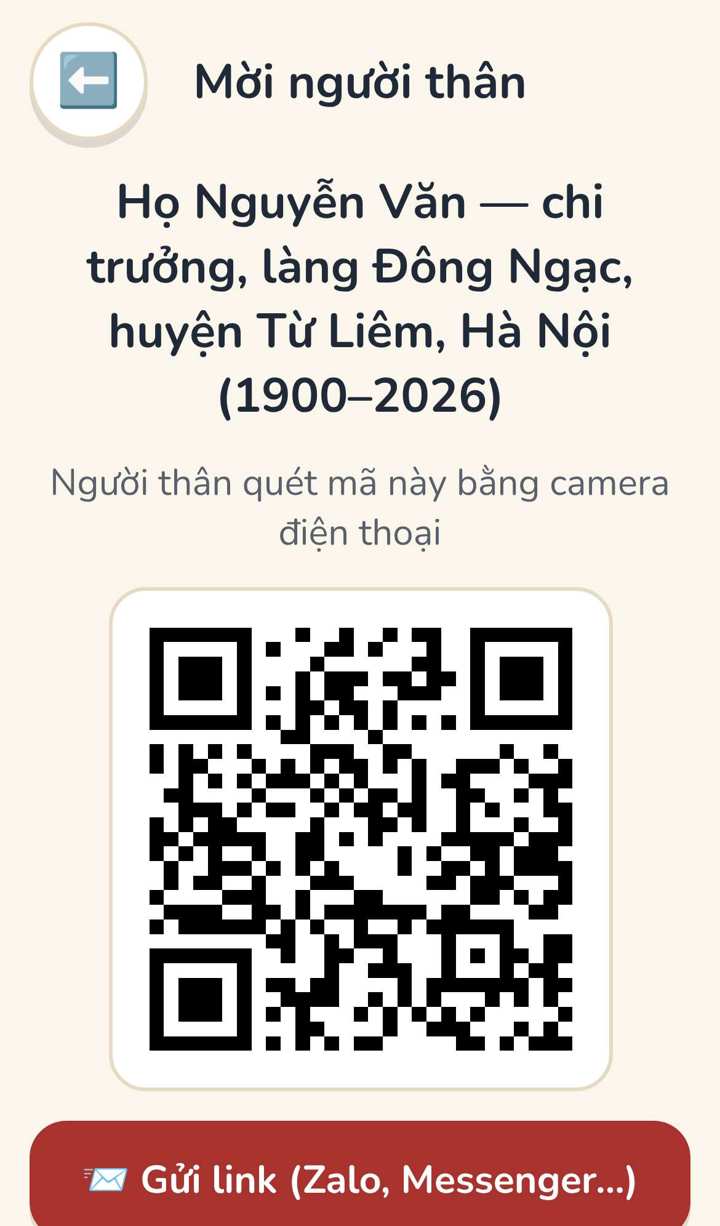 Mời người thân
Họ Nguyễn Văn — chi
trưởng, làng Đông Ngạc,
huyện Từ Liêm, Hà Nội
(1900–2026)
Người thân quét mã này bằng camera
điện thoại
Gửi link (Zalo, Messenger...)